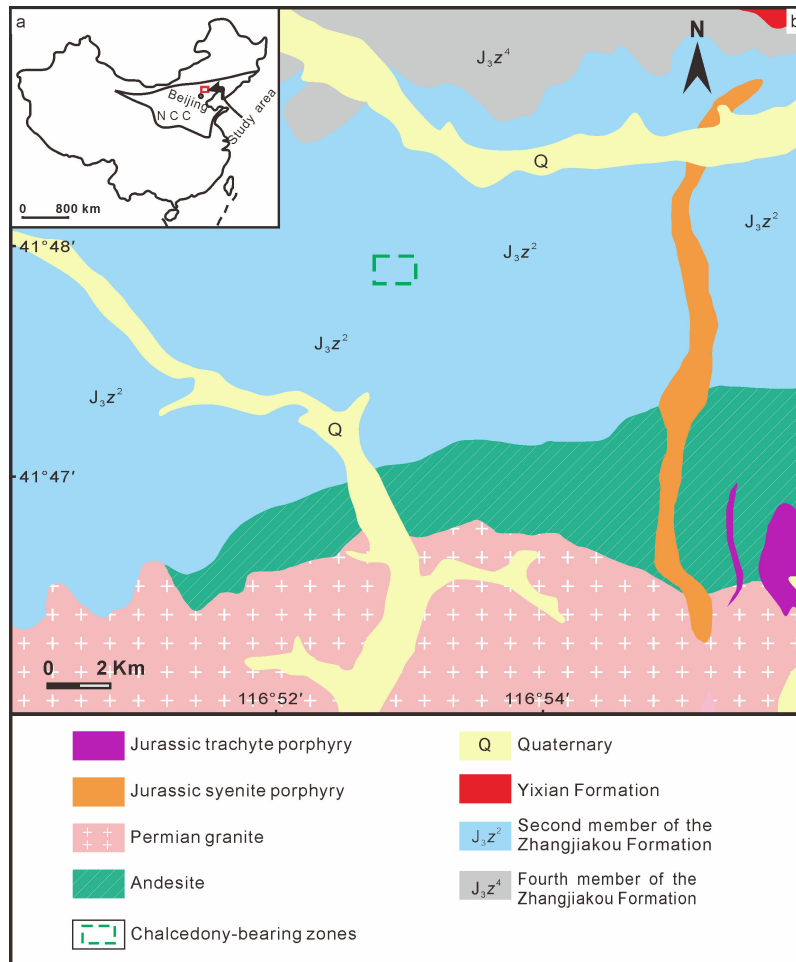 a
b
N
J₃z⁴
Beijing
NCC
Study area
0 800 km
Q
J₃z²
J₃z²
41°48′
J₃z²
J₃z²
Q
41°47′
0 2 Km
116°52′
116°54′
Jurassic trachyte porphyry
Jurassic syenite porphyry
Permian granite
Andesite
Chalcedony-bearing zones
Q Quaternary
Yixian Formation
J₃z² Second member of the
Zhangjiakou Formation
J₃z⁴ Fourth member of the
Zhangjiakou Formation